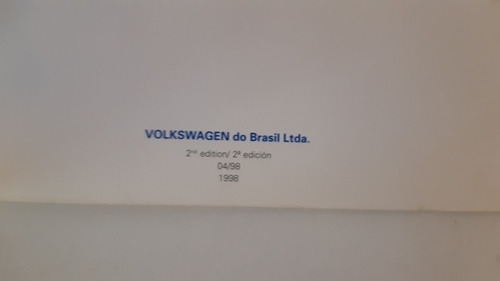 VOLKSWAGEN do Brasil Ltda.
2nd edition/ 2ª edición
04/98
1998